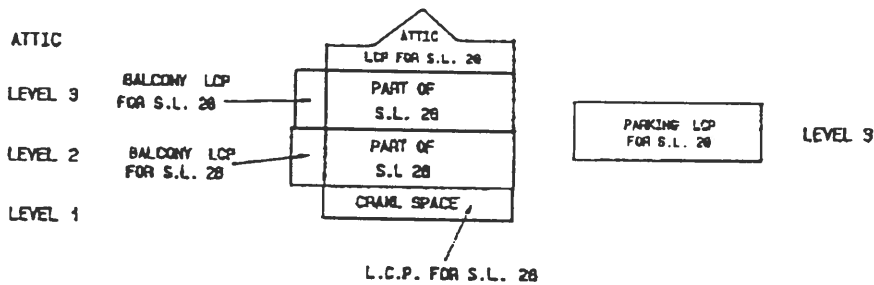 ATTIC
ATTIC
LCP FOR S.L. 28
LEVEL 3
BALCONY LCP
FOR S.L. 28
PART OF
S.L. 28
PARKING LCP
FOR S.L. 28
LEVEL 3
LEVEL 2
BALCONY LCP
FOR S.L. 28
PART OF
S.L 28
LEVEL 1
CRAWL SPACE
L.C.P. FOR S.L. 28